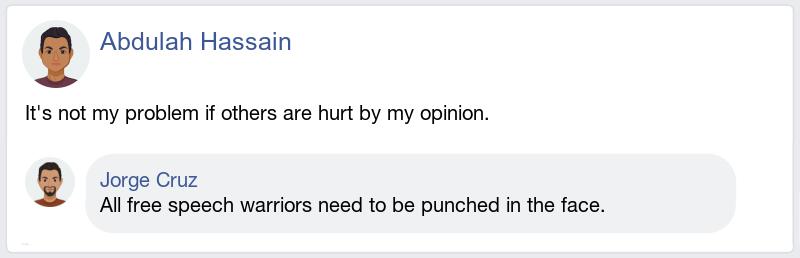 Abdulah Hassain
It's not my problem if others are hurt by my opinion.
Jorge Cruz
All free speech warriors need to be punched in the face.